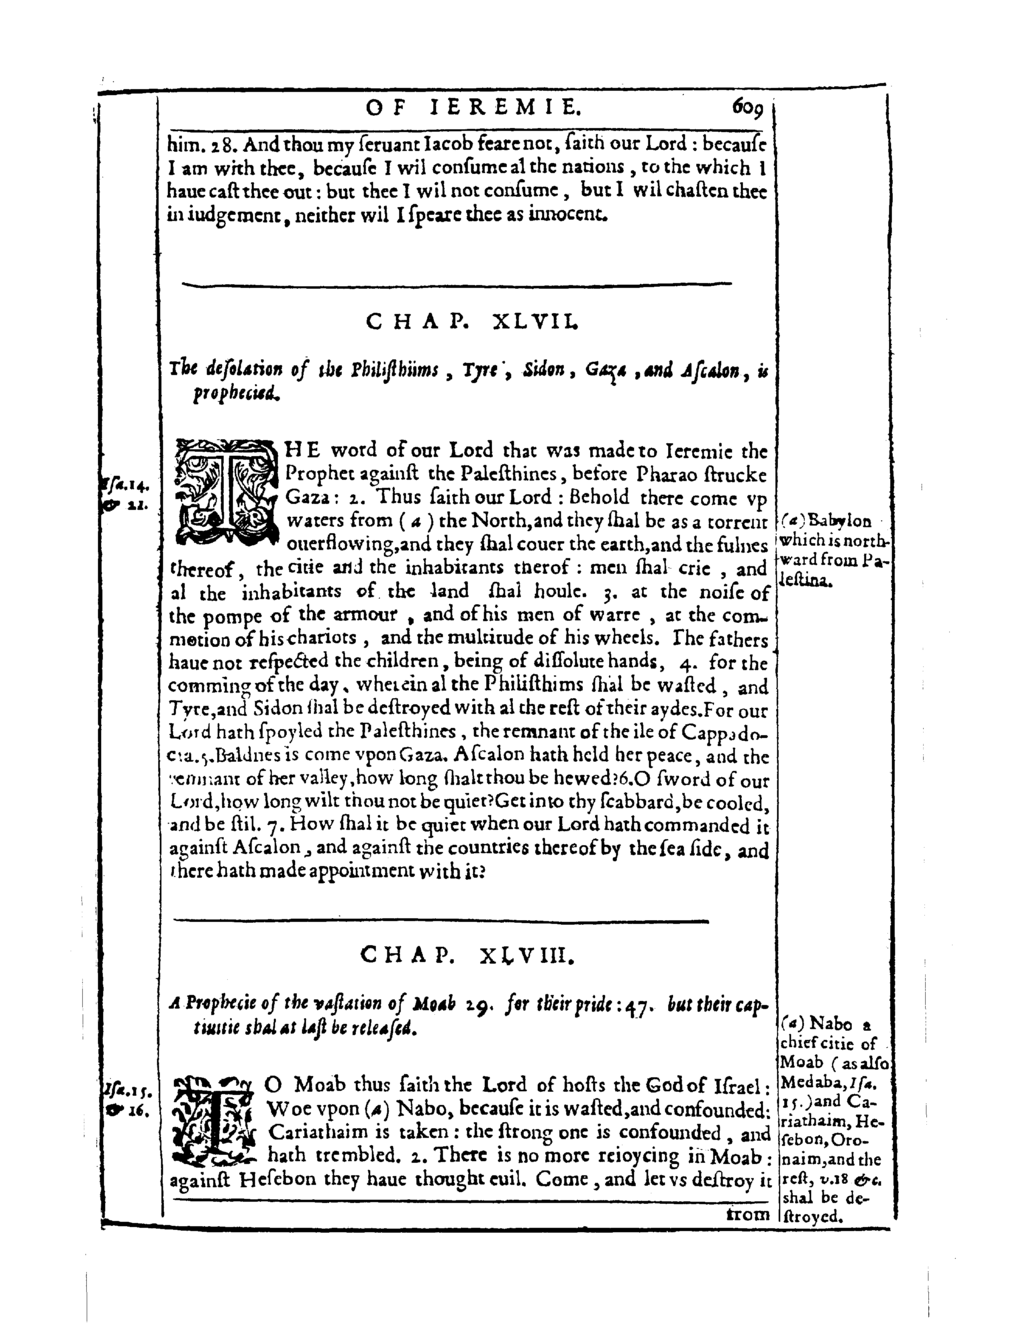 OF IEREMIE. 609
him. 28. And thou my ſeruant Iacob feare not, ſaith our Lord : becauſe
I am with thee, becauſe I wil conſume al the nations , to the which I
haue caſt thee out : but thee I wil not conſume , but I wil chaſten thee
in iudgement, neither wil I ſpeare thee as innocent.
CHAP. XLVII.
The deſolation of the Philiſthiims , Tyre , Sidon , Gaza , and Aſcalon , is
prophecied.
Iſa.14.
& 21.
THE word of our Lord that was made to Ieremie the
Prophet againſt the Paleſthines , before Pharao ſtrucke
Gaza : 2. Thus ſaith our Lord : Behold there come vp
waters from ( a ) the North,and they ſhal be as a torrent
ouerflowing,and they ſhal couer the earth,and the fulnes
thereof , the citie and the inhabitants therof : men ſhal crie , and
al the inhabitants of the land ſhal houle. 3. at the noiſe of
the pompe of the armour , and of his men of warre , at the com-
motion of his chariots , and the multitude of his wheels. The fathers
haue not reſpected the children , being of diſſolute hands, 4. for the
comming of the day , wherein al the Philiſthims ſhal be waſted , and
Tyre,and Sidon ſhal be deſtroyed with al the reſt of their aydes.For our
Lord hath ſpoyled the Paleſthines , the remnant of the ile of Cappado-
cia.5.Baldnes is come vpon Gaza. Aſcalon hath held her peace, and the
remnant of her valley,how long ſhalt thou be hewed?6.O ſword of our
Lord,how long wilt thou not be quiet?Get into thy ſcabbard,be cooled,
and be ſtil. 7. How ſhal it be quiet when our Lord hath commanded it
againſt Aſcalon , and againſt the countries thereof by the ſea ſide, and
there hath made appointment with it?
(a) Babylon
which is north-
ward from Pa-
leſtina.
CHAP. XLVIII.
A Prophecie of the vaſtation of Moab 29. for their pride : 47. but their cap-
tiuitie shal at laſt be releaſed.
Iſa.15.
& 16.
TO Moab thus ſaith the Lord of hoſts the God of Iſrael :
Woe vpon (a) Nabo, becauſe it is waſted,and confounded:
Cariathaim is taken : the ſtrong one is confounded , and
hath trembled. 2. There is no more reioycing in Moab :
againſt Heſebon they haue thought euil. Come , and let vs deſtroy it
from
(a) Nabo a
chief citie of
Moab ( as alſo
Medaba, Iſa.
15.) and Ca-
riathaim, He-
ſebon, Oro-
naim,and the
reſt, v.18 &c.
shal be de-
ſtroyed.